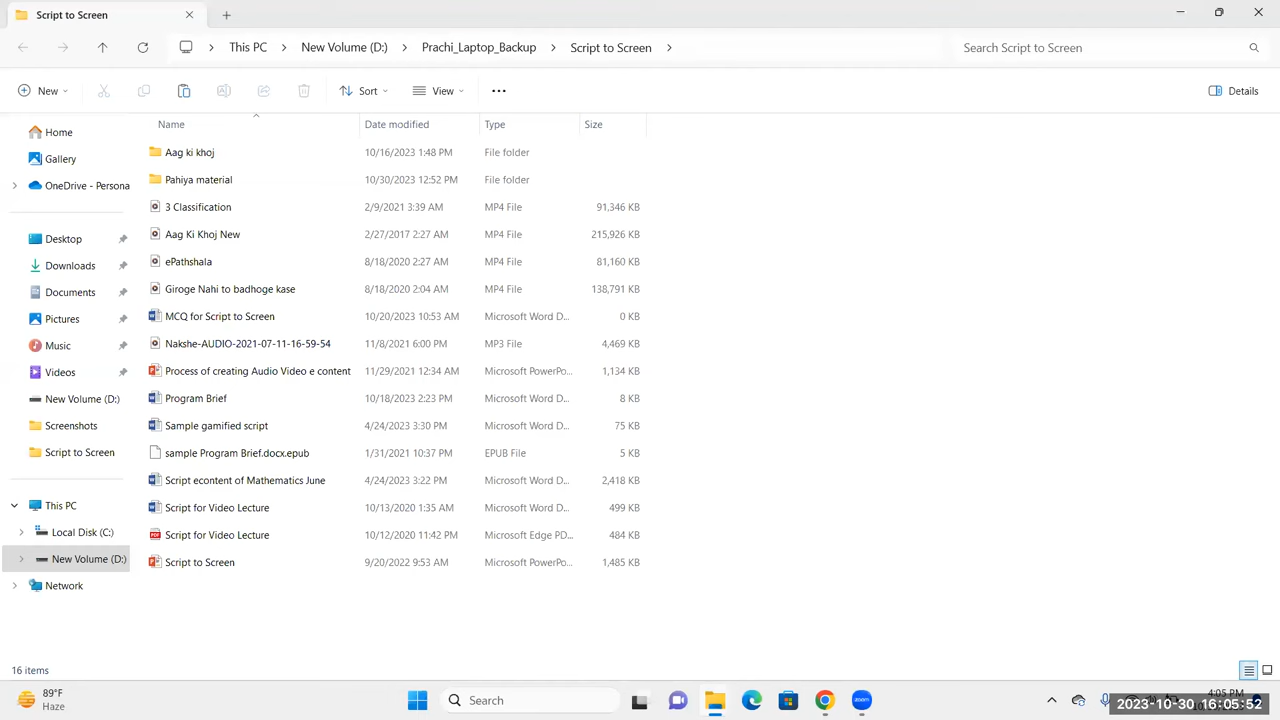 Script to Screen
This PC > New Volume (D:) > Prachi_Laptop_Backup > Script to Screen >
Search Script to Screen
New
Sort
View
Details
Name Date modified Type Size
Home
Gallery
OneDrive - Persona
Desktop
Downloads
Documents
Pictures
Music
Videos
New Volume (D:)
Screenshots
Script to Screen
This PC
Local Disk (C:)
New Volume (D:)
Network
Aag ki khoj 10/16/2023 1:48 PM File folder
Pahiya material 10/30/2023 12:52 PM File folder
3 Classification 2/9/2021 3:39 AM MP4 File 91,346 KB
Aag Ki Khoj New 2/27/2017 2:27 AM MP4 File 215,926 KB
ePathshala 8/18/2020 2:27 AM MP4 File 81,160 KB
Giroge Nahi to badhoge kase 8/18/2020 2:04 AM MP4 File 138,791 KB
MCQ for Script to Screen 10/20/2023 10:53 AM Microsoft Word D... 0 KB
Nakshe-AUDIO-2021-07-11-16-59-54 11/8/2021 6:00 PM MP3 File 4,469 KB
Process of creating Audio Video e content 11/29/2021 12:34 AM Microsoft PowerPo... 1,134 KB
Program Brief 10/18/2023 2:23 PM Microsoft Word D... 8 KB
Sample gamified script 4/24/2023 3:30 PM Microsoft Word D... 75 KB
sample Program Brief.docx.epub 1/31/2021 10:37 PM EPUB File 5 KB
Script econtent of Mathematics June 4/24/2023 3:22 PM Microsoft Word D... 2,418 KB
Script for Video Lecture 10/13/2020 1:35 AM Microsoft Word D... 499 KB
Script for Video Lecture 10/12/2020 11:42 PM Microsoft Edge PD... 484 KB
Script to Screen 9/20/2022 9:53 AM Microsoft PowerPo... 1,485 KB
16 items
89°F
Haze
Search
zoom
4:05 PM
2023-10-30 16:05:52